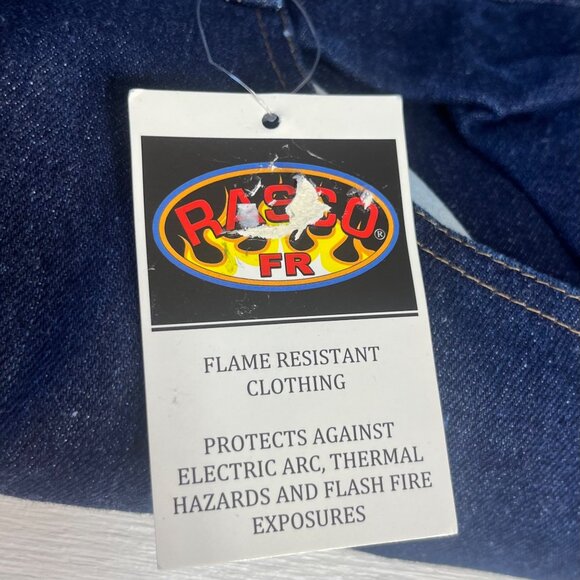 RASCO
®
FR
FLAME RESISTANT
CLOTHING
PROTECTS AGAINST
ELECTRIC ARC, THERMAL
HAZARDS AND FLASH FIRE
EXPOSURES